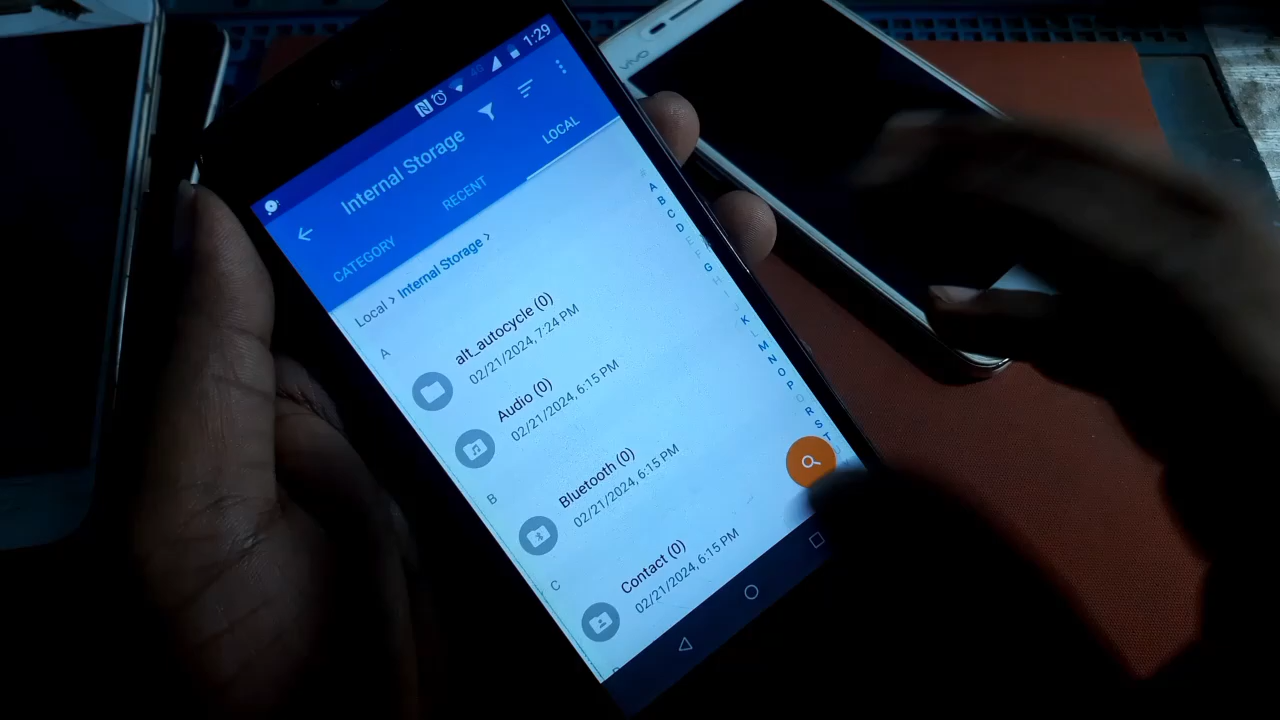 1:29
4G
Internal Storage
CATEGORY
RECENT
LOCAL
Local > Internal Storage >
A
alt_autocycle (0)
02/21/2024, 7:24 PM
Audio (0)
02/21/2024, 6:15 PM
B
Bluetooth (0)
02/21/2024, 6:15 PM
C
Contact (0)
02/21/2024, 6:15 PM
#
A
B
C
D
E
F
G
H
I
J
K
L
M
N
O
P
Q
R
S
T
vivo